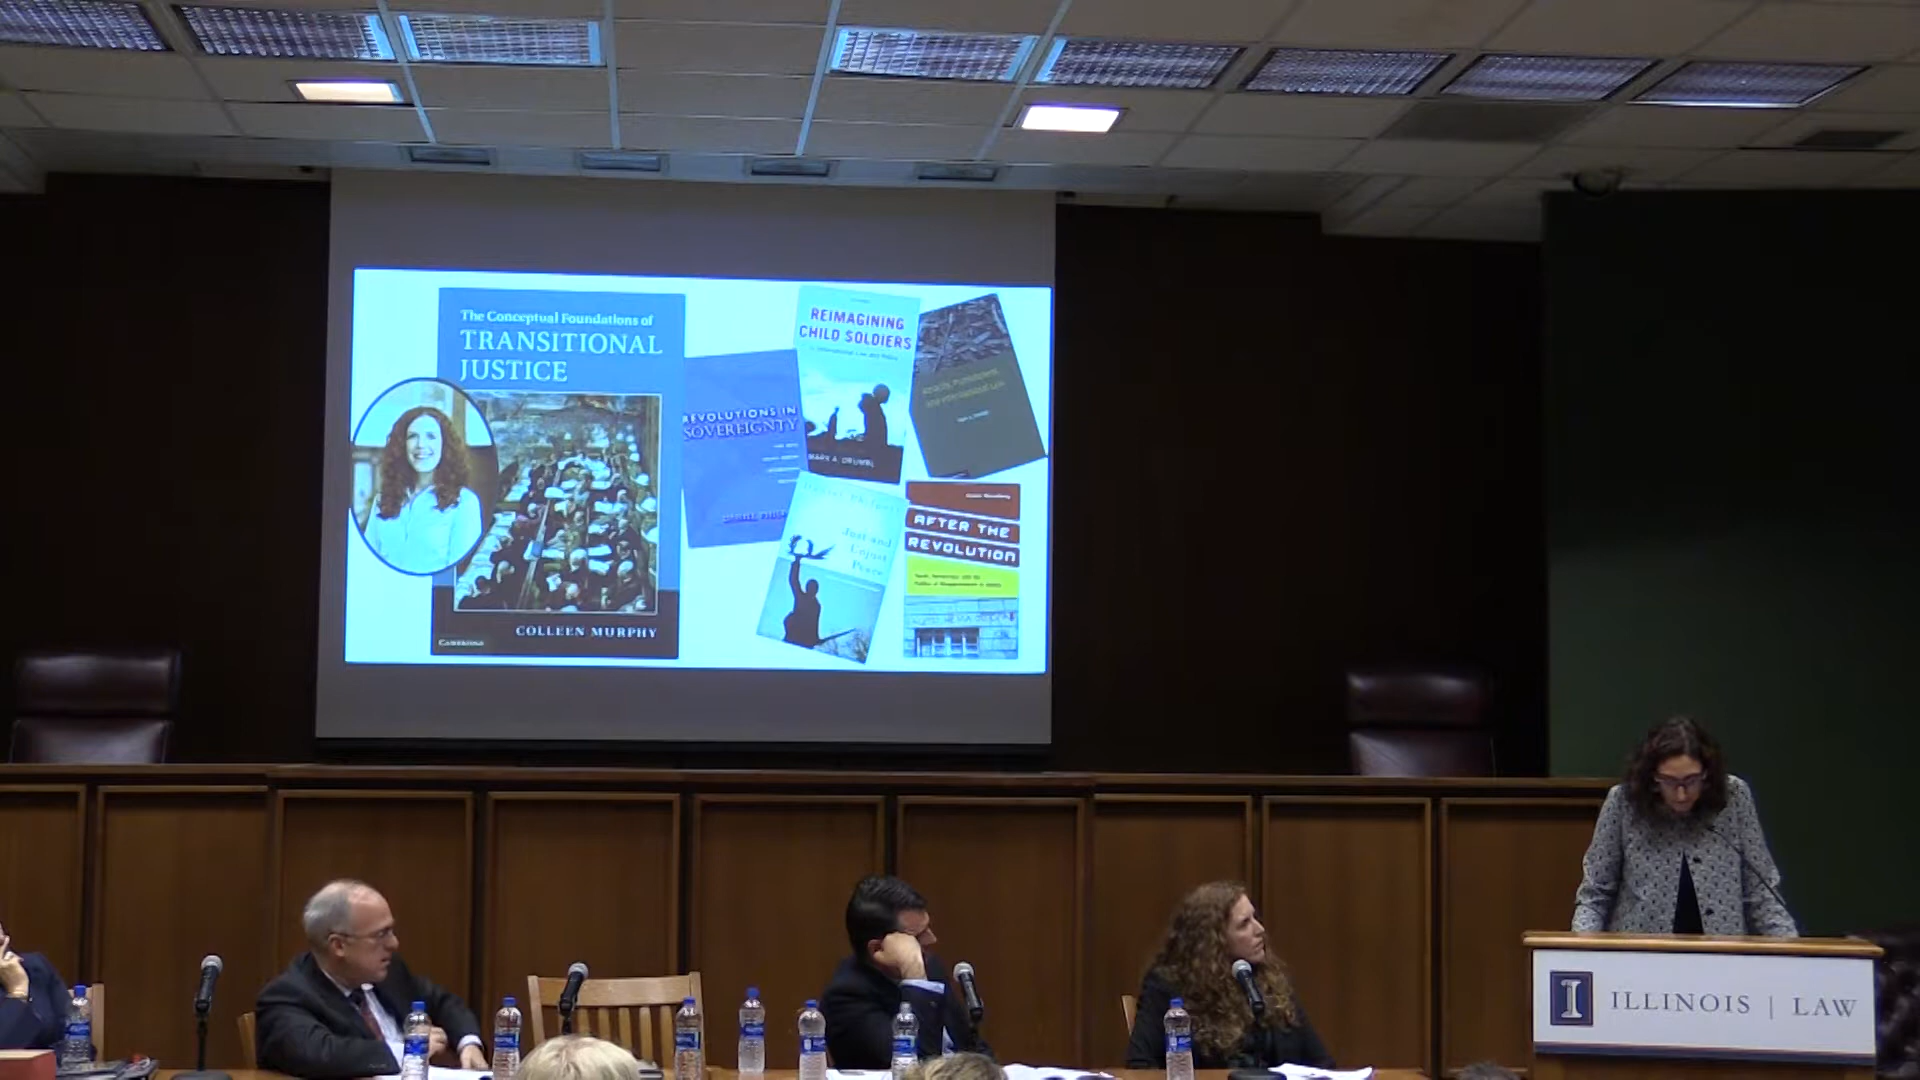 The Conceptual Foundations of
TRANSITIONAL
JUSTICE
COLLEEN MURPHY
CAMBRIDGE
REVOLUTIONS IN
SOVEREIGNTY
REIMAGINING
CHILD SOLDIERS
MARK A. DRUMBL
Just and
Unjust
Peace
AFTER THE
REVOLUTION
I ILLINOIS | LAW